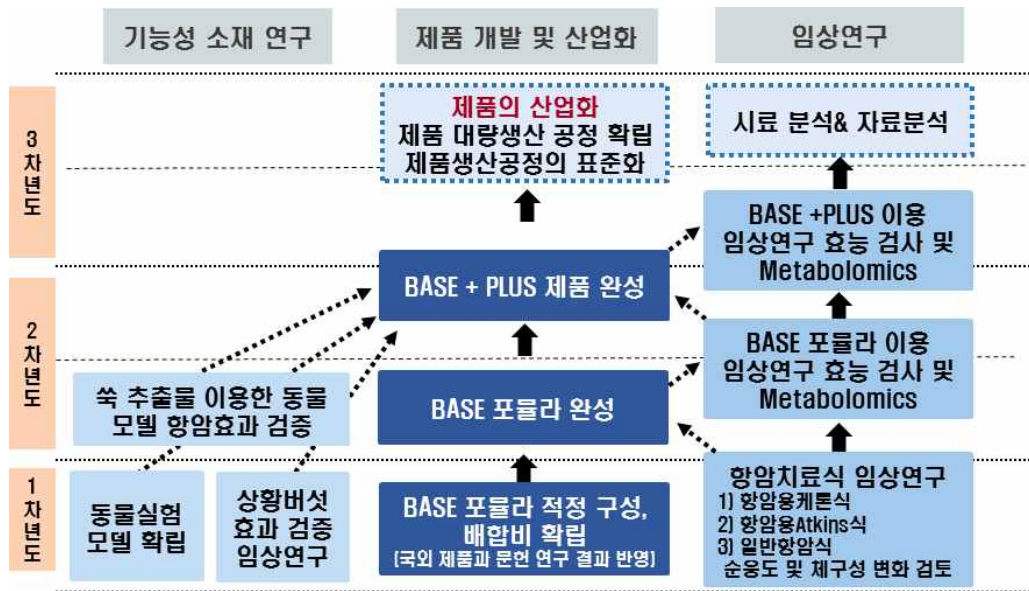 기능성 소재 연구
제품 개발 및 산업화
임상연구
3차년도
제품의 산업화
제품 대량생산 공정 확립
제품생산공정의 표준화
시료 분석& 자료분석
BASE +PLUS 이용
임상연구 효능 검사 및
Metabolomics
2차년도
BASE + PLUS 제품 완성
BASE 포뮬라 이용
임상연구 효능 검사 및
Metabolomics
쑥 추출물 이용한 동물
모델 항암효과 검증
BASE 포뮬라 완성
1차년도
동물실험
모델 확립
상황버섯
효과 검증
임상연구
BASE 포뮬라 적정 구성,
배합비 확립
(국외 제품과 문헌 연구 결과 반영)
항암치료식 임상연구
1) 항암용케톤식
2) 항암용Atkins식
3) 일반항암식
순응도 및 체구성 변화 검토